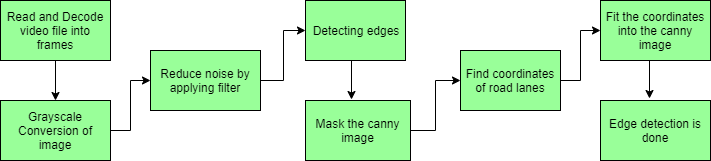 Read and Decode
video file into
frames
Grayscale
Conversion of
image
Reduce noise by
applying filter
Detecting edges
Mask the canny
image
Find coordinates
of road lanes
Fit the coordinates
into the canny
image
Edge detection is
done